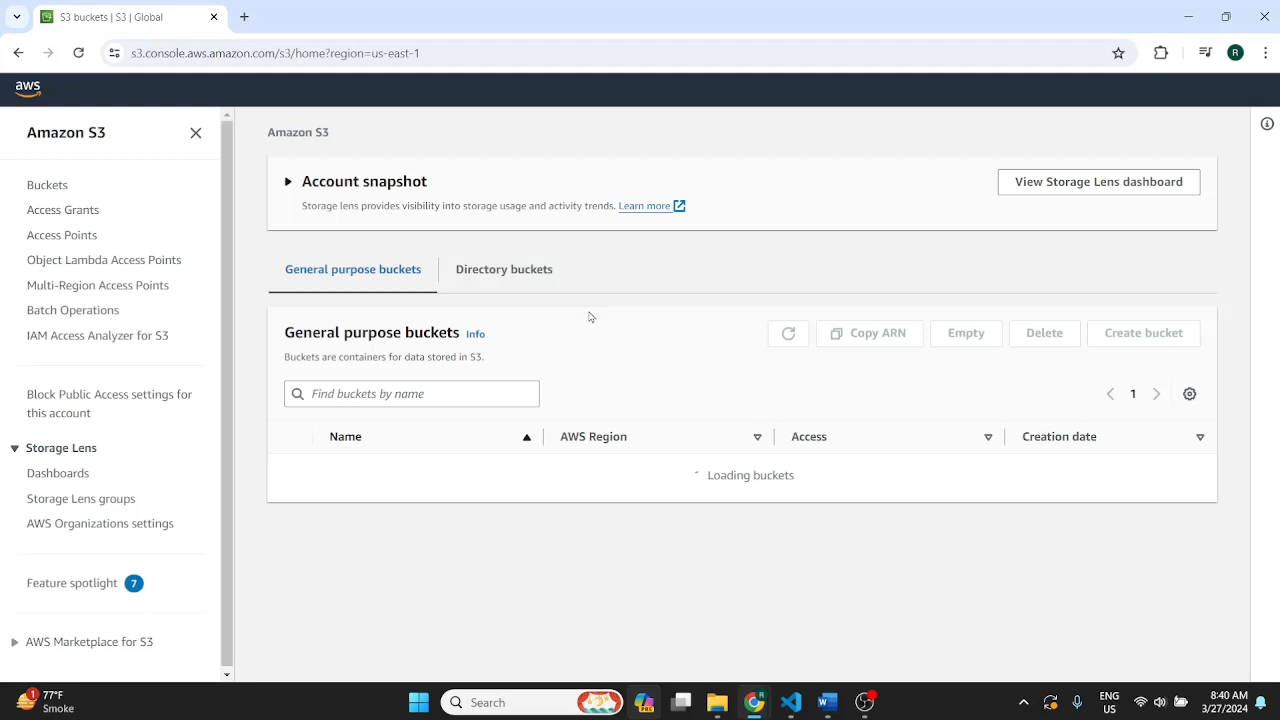 S3 buckets | S3 | Global
s3.console.aws.amazon.com/s3/home?region=us-east-1
R
aws
Amazon S3
Buckets
Access Grants
Access Points
Object Lambda Access Points
Multi-Region Access Points
Batch Operations
IAM Access Analyzer for S3
Block Public Access settings for
this account
Storage Lens
Dashboards
Storage Lens groups
AWS Organizations settings
Feature spotlight 7
AWS Marketplace for S3
Amazon S3
Account snapshot
View Storage Lens dashboard
Storage lens provides visibility into storage usage and activity trends. Learn more
General purpose buckets Directory buckets
General purpose buckets Info
Copy ARN Empty Delete Create bucket
Buckets are containers for data stored in S3.
Find buckets by name
1
Name AWS Region Access Creation date
Loading buckets
1
77°F
Smoke
Search
PRE
R
ENG
US
8:40 AM
3/27/2024